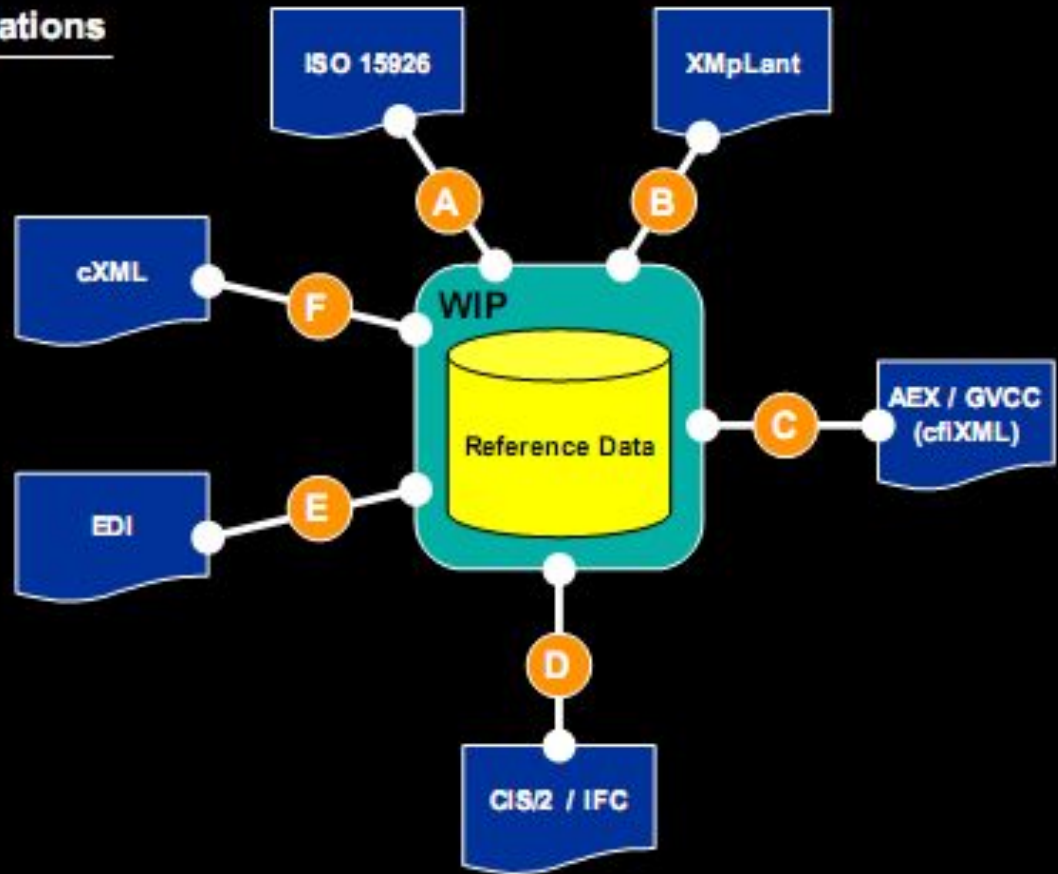 ations
ISO 15926
XMpLant
A
B
cXML
F
WIP
AEX / GVCC
(cfiXML)
C
Reference Data
EDI
E
D
CIS/2 / IFC